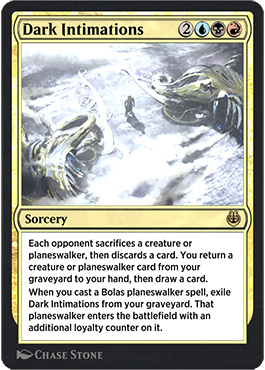 Dark Intimations 2
Sorcery
Each opponent sacrifices a creature or
planeswalker, then discards a card. You return a
creature or planeswalker card from your
graveyard to your hand, then draw a card.
When you cast a Bolas planeswalker spell, exile
Dark Intimations from your graveyard. That
planeswalker enters the battlefield with an
additional loyalty counter on it.
CHASE STONE